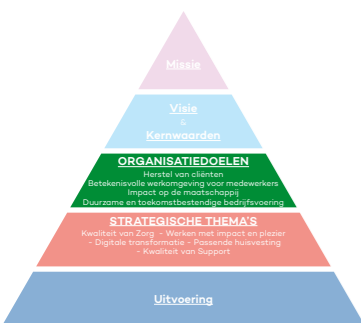 Missie
Visie
&
Kernwaarden
ORGANISATIEDOELEN
Herstel van cliënten
Betekenisvolle werkomgeving voor medewerkers
Impact op de maatschappij
Duurzame en toekomstbestendige bedrijfsvoering
STRATEGISCHE THEMA'S
Kwaliteit van Zorg - Werken met impact en plezier
- Digitale transformatie - Passende huisvesting
- Kwaliteit van Support
Uitvoering